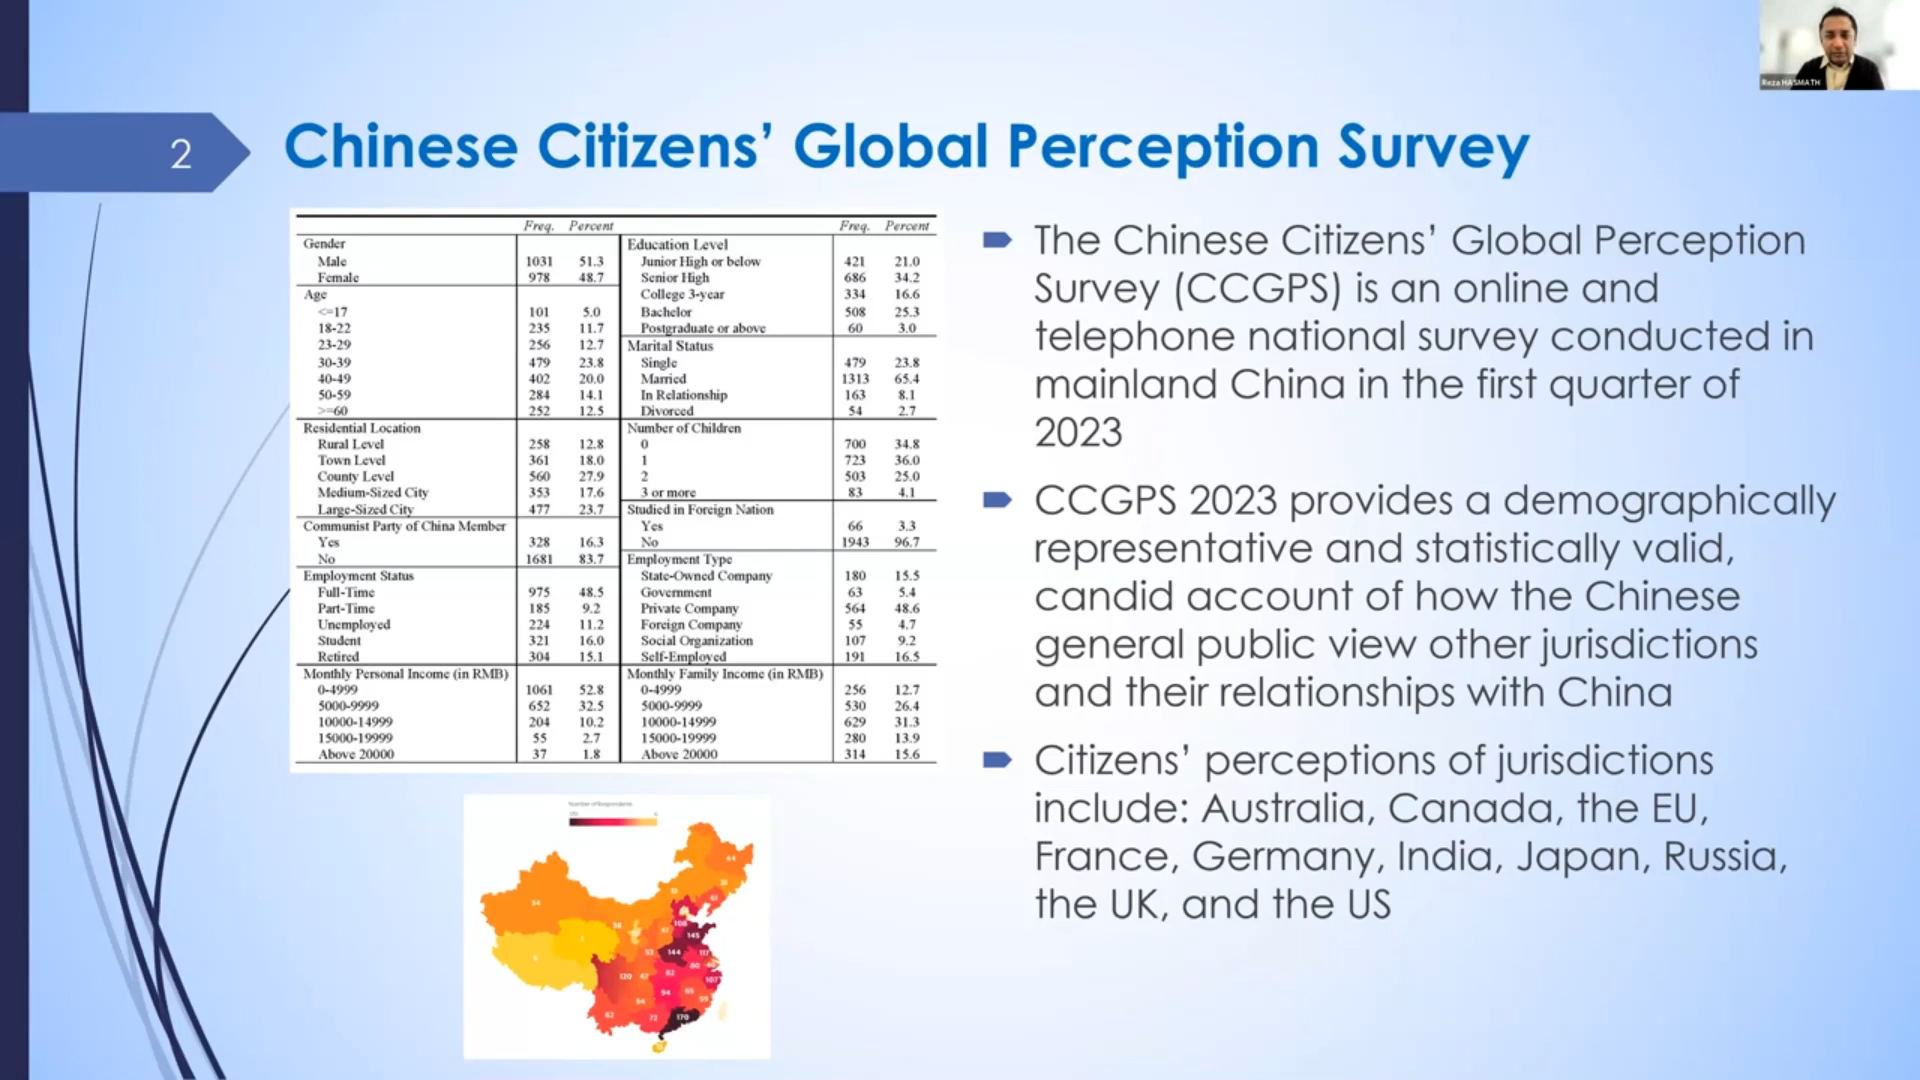 Reza HASMATH
2
Chinese Citizens’ Global Perception Survey
Freq. Percent
Gender
Male 1031 51.3
Female 978 48.7
Age
<=17 101 5.0
18-22 235 11.7
23-29 256 12.7
30-39 479 23.8
40-49 402 20.0
50-59 284 14.1
>=60 252 12.5
Residential Location
Rural Level 258 12.8
Town Level 361 18.0
County Level 560 27.9
Medium-Sized City 353 17.6
Large-Sized City 477 23.7
Communist Party of China Member
Yes 328 16.3
No 1681 83.7
Employment Status
Full-Time 975 48.5
Part-Time 185 9.2
Unemployed 224 11.2
Student 321 16.0
Retired 304 15.1
Monthly Personal Income (in RMB)
0-4999 1061 52.8
5000-9999 652 32.5
10000-14999 204 10.2
15000-19999 55 2.7
Above 20000 37 1.8
Freq. Percent
Education Level
Junior High or below 421 21.0
Senior High 686 34.2
College 3-year 334 16.6
Bachelor 508 25.3
Postgraduate or above 60 3.0
Marital Status
Single 479 23.8
Married 1313 65.4
In Relationship 163 8.1
Divorced 54 2.7
Number of Children
0 700 34.8
1 723 36.0
2 503 25.0
3 or more 83 4.1
Studied in Foreign Nation
Yes 66 3.3
No 1943 96.7
Employment Type
State-Owned Company 180 15.5
Government 63 5.4
Private Company 564 48.6
Foreign Company 55 4.7
Social Organization 107 9.2
Self-Employed 191 16.5
Monthly Family Income (in RMB)
0-4999 256 12.7
5000-9999 530 26.4
10000-14999 629 31.3
15000-19999 280 13.9
Above 20000 314 15.6
The Chinese Citizens’ Global Perception
Survey (CCGPS) is an online and
telephone national survey conducted in
mainland China in the first quarter of
2023
CCGPS 2023 provides a demographically
representative and statistically valid,
candid account of how the Chinese
general public view other jurisdictions
and their relationships with China
Citizens’ perceptions of jurisdictions
include: Australia, Canada, the EU,
France, Germany, India, Japan, Russia,
the UK, and the US
Number of Respondents
145
144
120
94
170